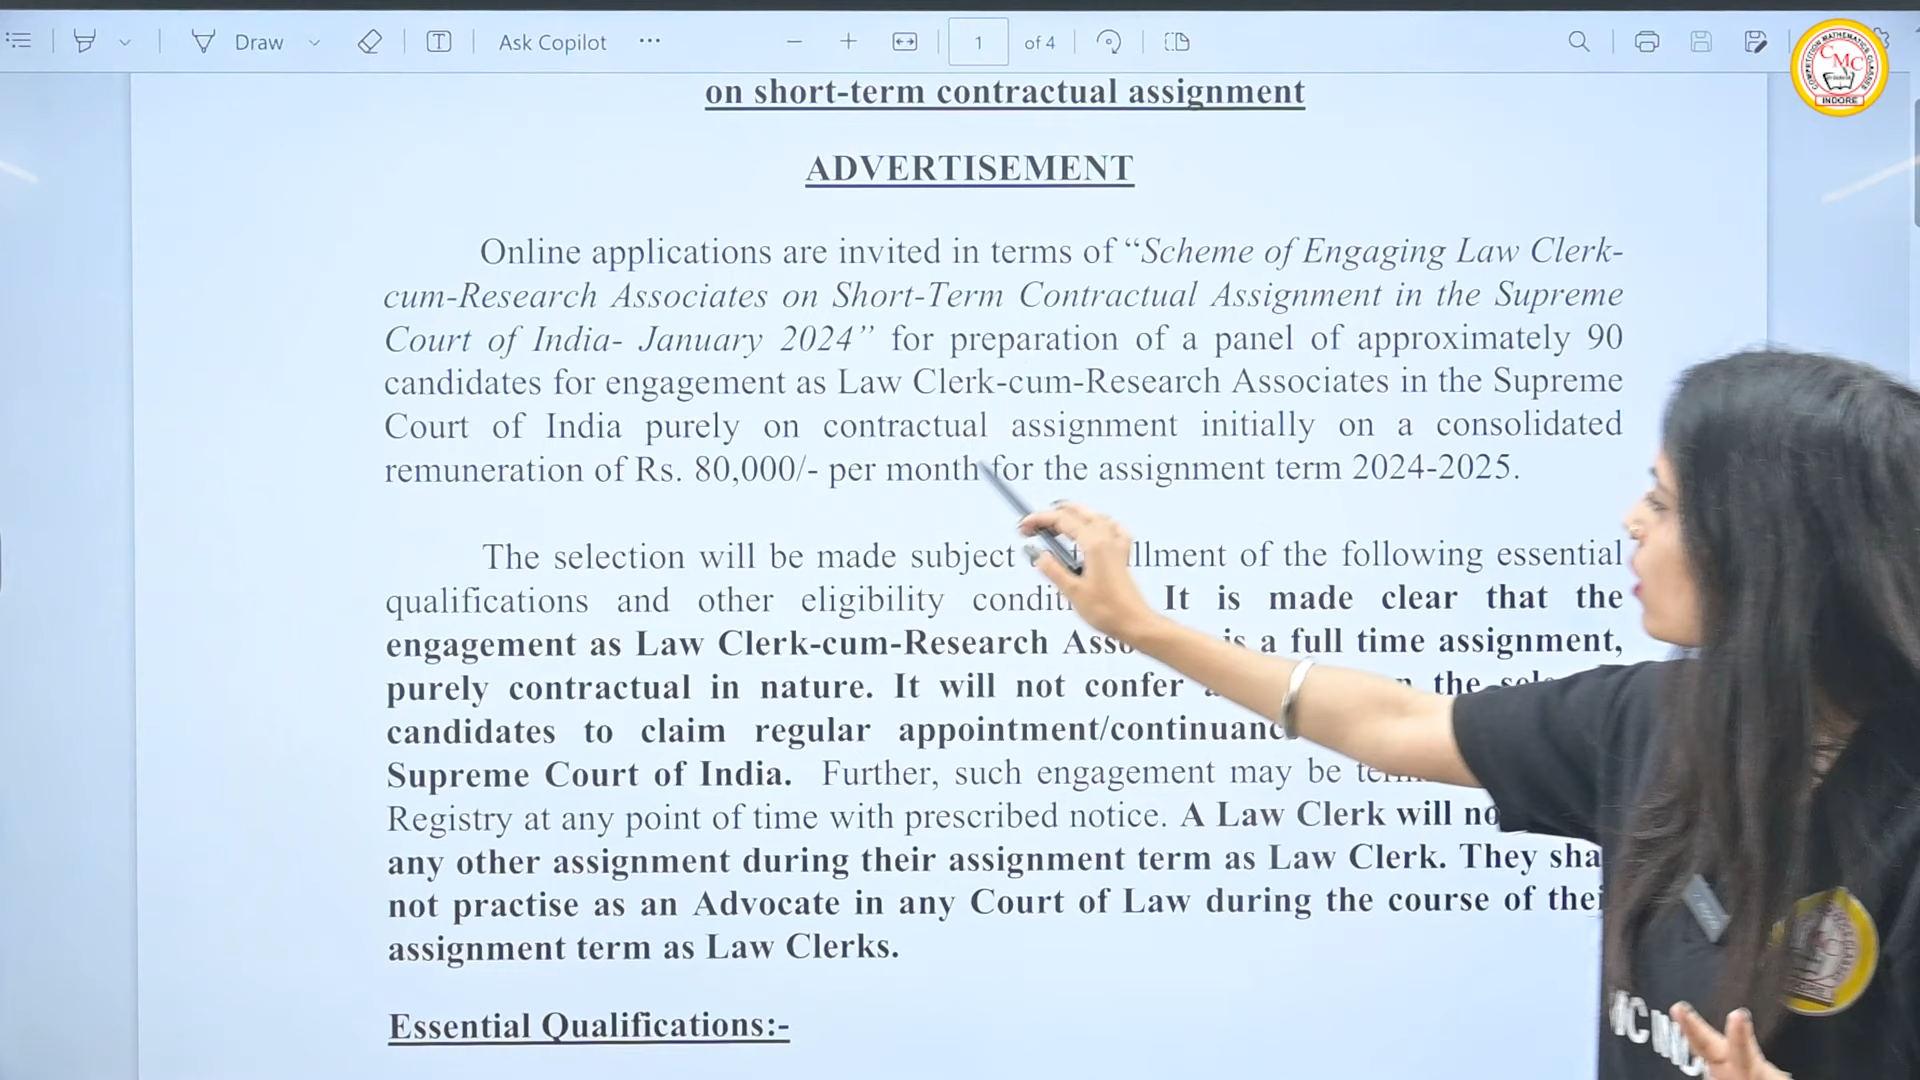 Draw
Ask Copilot
1 of 4
on short-term contractual assignment
ADVERTISEMENT
Online applications are invited in terms of “Scheme of Engaging Law Clerk-
cum-Research Associates on Short-Term Contractual Assignment in the Supreme
Court of India- January 2024” for preparation of a panel of approximately 90
candidates for engagement as Law Clerk-cum-Research Associates in the Supreme
Court of India purely on contractual assignment initially on a consolidated
remuneration of Rs. 80,000/- per month for the assignment term 2024-2025.
The selection will be made subject of the following essential
qualifications and other eligibility It is made clear that the
engagement as Law Clerk-cum-Research is a full time assignment,
purely contractual in nature. It will not confer the
candidates to claim regular
Supreme Court of India. Further, such engagement may be
Registry at any point of time with prescribed notice. A Law Clerk will
any other assignment during their assignment term as Law Clerk. They
not practise as an Advocate in any Court of Law during the course of
assignment term as Law Clerks.
Essential Qualifications:-
COMPETITION MATHEMATICS CLASSES
CMC
INDORE